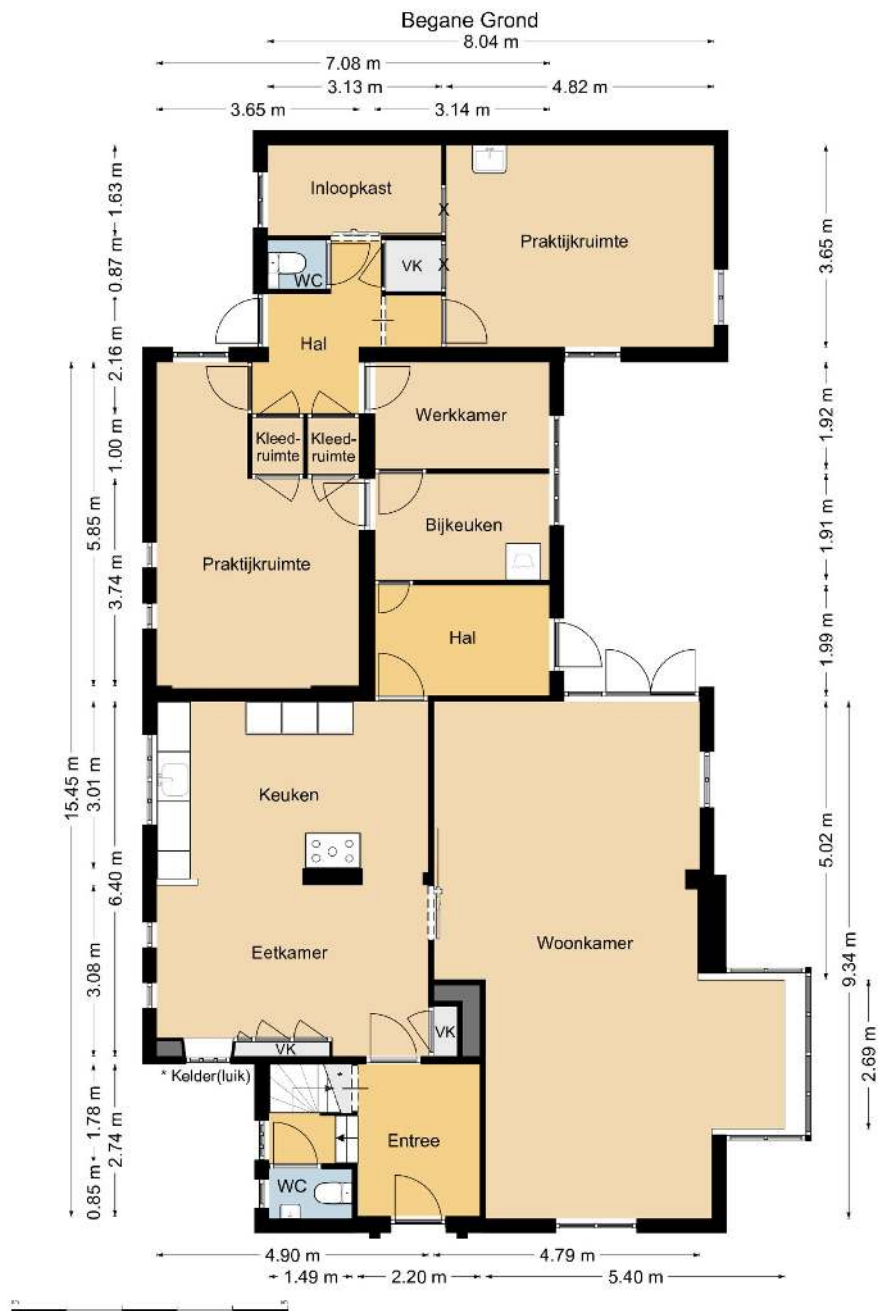 Begane Grond
8.04 m
7.08 m
3.13 m
4.82 m
3.65 m
3.14 m
1.63 m
0.87 m
2.16 m
1.00 m
3.74 m
5.85 m
3.65 m
1.92 m
1.91 m
1.99 m
Inloopkast
Praktijkruimte
X
WC
VK
X
Hal
Werkkamer
Kleed-
ruimte
Kleed-
ruimte
Bijkeuken
Praktijkruimte
Hal
15.45 m
3.01 m
6.40 m
3.08 m
Keuken
5.02 m
9.34 m
2.69 m
Eetkamer
Woonkamer
VK
VK
* Kelder(luik)
*
1.78 m
2.74 m
0.85 m
Entree
WC
4.90 m
4.79 m
1.49 m
2.20 m
5.40 m